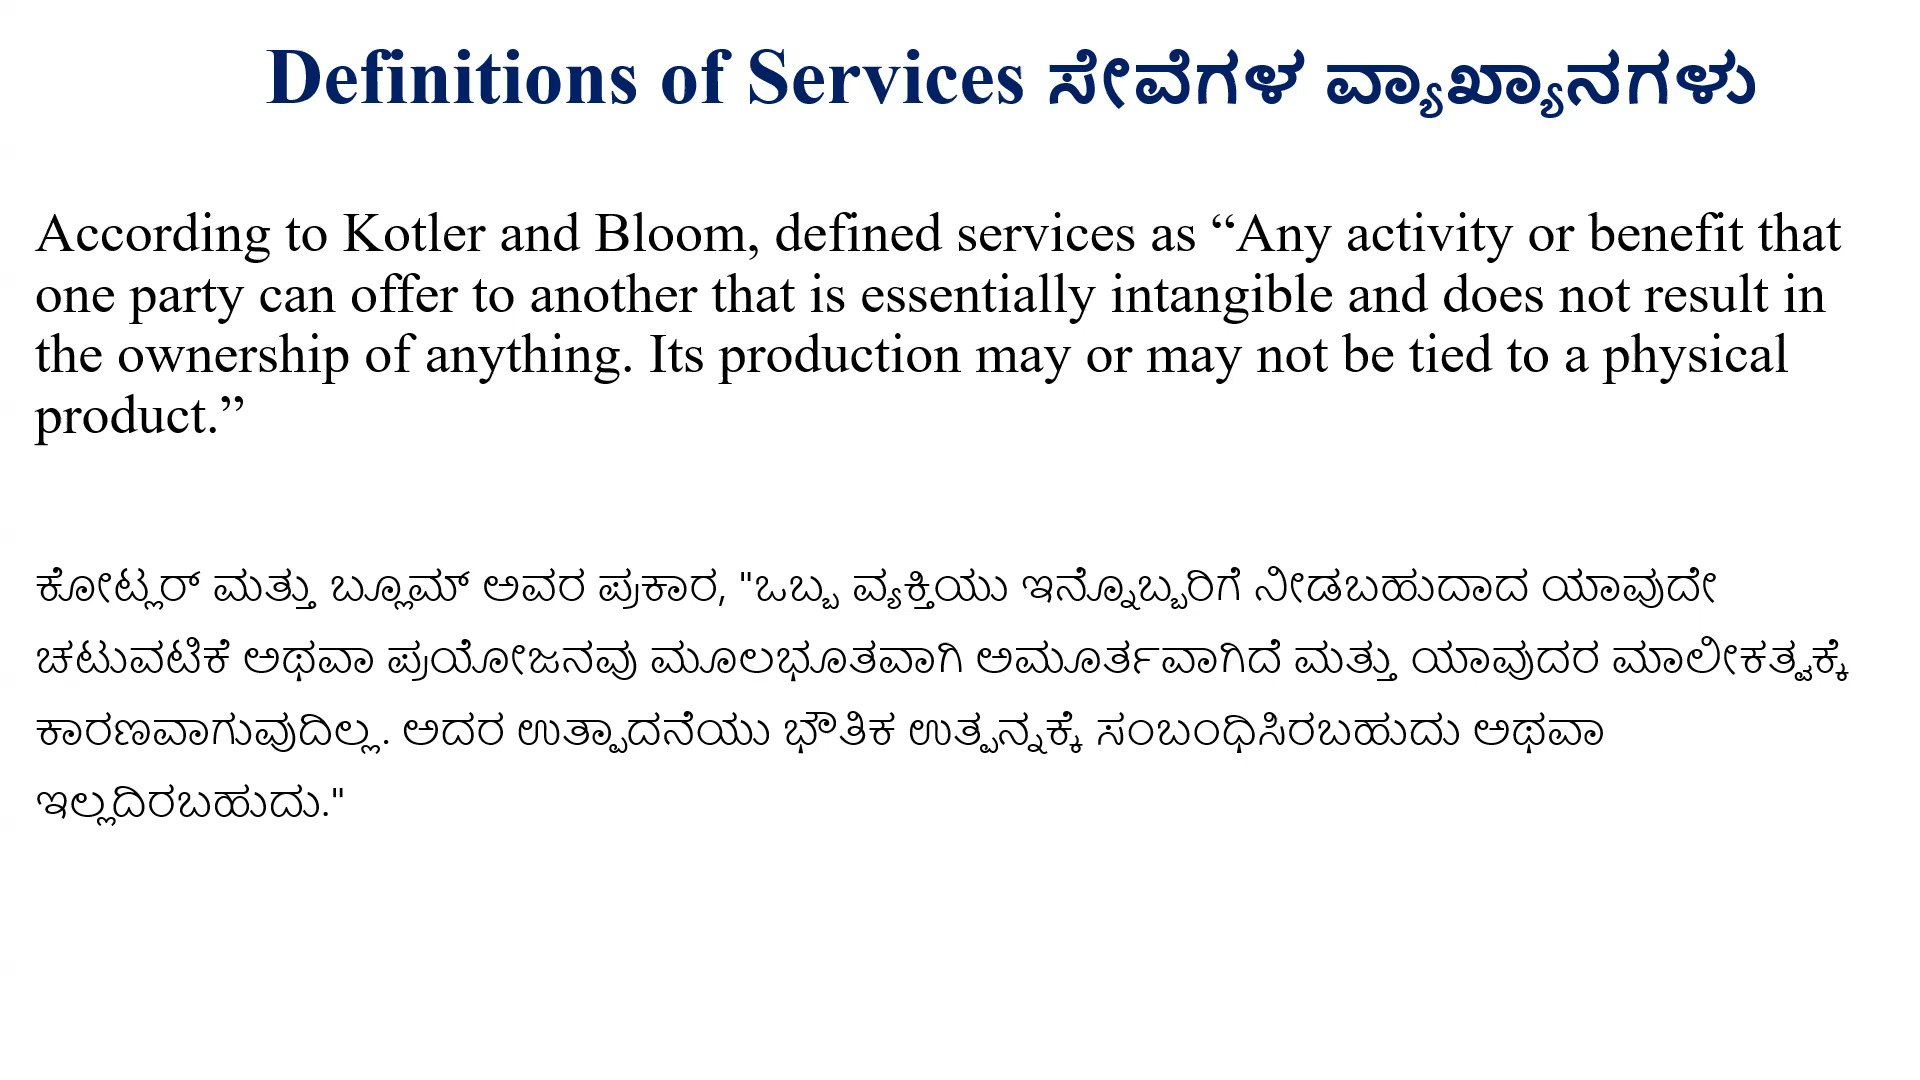 Definitions of Services ಸೇವೆಗಳ ವ್ಯಾಖ್ಯಾನಗಳು
According to Kotler and Bloom, defined services as “Any activity or benefit that
one party can offer to another that is essentially intangible and does not result in
the ownership of anything. Its production may or may not be tied to a physical
product.”
ಕೋಟ್ಲರ್ ಮತ್ತು ಬ್ಲೂಮ್ ಅವರ ಪ್ರಕಾರ, "ಒಬ್ಬ ವ್ಯಕ್ತಿಯು ಇನ್ನೊಬ್ಬರಿಗೆ ನೀಡಬಹುದಾದ ಯಾವುದೇ
ಚಟುವಟಿಕೆ ಅಥವಾ ಪ್ರಯೋಜನವು ಮೂಲಭೂತವಾಗಿ ಅಮೂರ್ತವಾಗಿದೆ ಮತ್ತು ಯಾವುದರ ಮಾಲೀಕತ್ವಕ್ಕೆ
ಕಾರಣವಾಗುವುದಿಲ್ಲ. ಅದರ ಉತ್ಪಾದನೆಯು ಭೌತಿಕ ಉತ್ಪನ್ನಕ್ಕೆ ಸಂಬಂಧಿಸಿರಬಹುದು ಅಥವಾ
ಇಲ್ಲದಿರಬಹುದು."